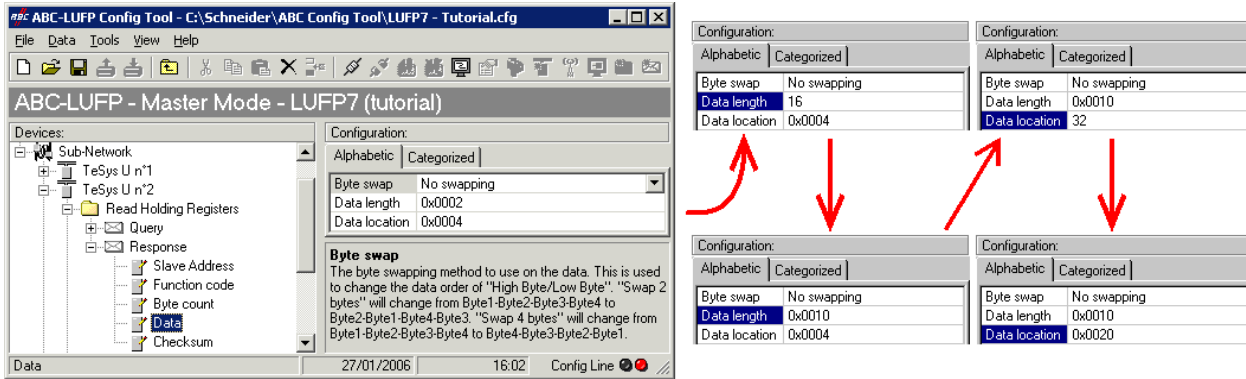 ABC-LUFP Config Tool - C:\Schneider\ABC Config Tool\LUFP7 - Tutorial.cfg
File Data Tools View Help
ABC-LUFP - Master Mode - LUFP7 (tutorial)
Devices:
Sub-Network
TeSys U n°1
TeSys U n°2
Read Holding Registers
Query
Response
Slave Address
Function code
Byte count
Data
Checksum
Configuration:
Alphabetic Categorized
Byte swap No swapping
Data length 0x0002
Data location 0x0004
Byte swap
The byte swapping method to use on the data. This is used
to change the data order of "High Byte/Low Byte". "Swap 2
bytes" will change from Byte1-Byte2-Byte3-Byte4 to
Byte2-Byte1-Byte4-Byte3. "Swap 4 bytes" will change from
Byte1-Byte2-Byte3-Byte4 to Byte4-Byte3-Byte2-Byte1.
Data 27/01/2006 16:02 Config Line
Configuration:
Alphabetic Categorized
Byte swap No swapping
Data length 16
Data location 0x0004
Configuration:
Alphabetic Categorized
Byte swap No swapping
Data length 0x0010
Data location 0x0004
Configuration:
Alphabetic Categorized
Byte swap No swapping
Data length 0x0010
Data location 32
Configuration:
Alphabetic Categorized
Byte swap No swapping
Data length 0x0010
Data location 0x0020